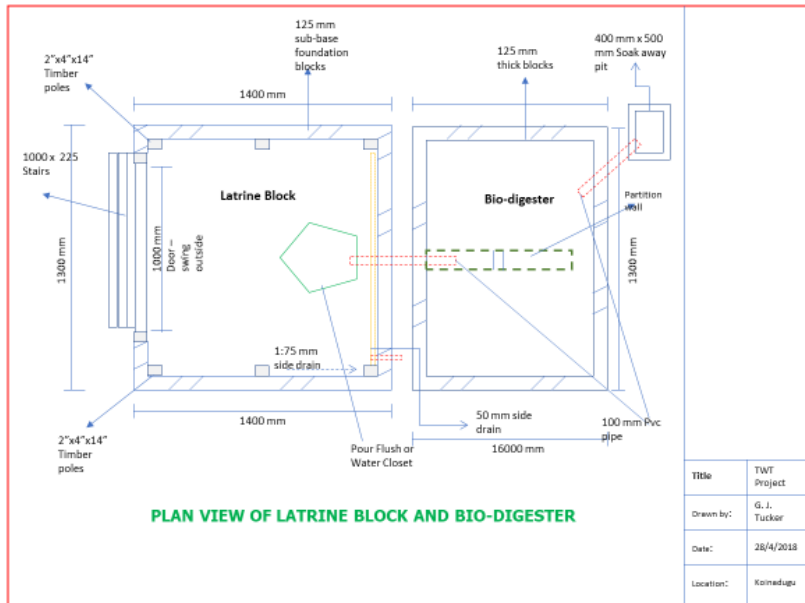 125 mm
sub-base
foundation
blocks
400 mm x 500
mm Soak away
pit
2”x4”x14”
Timber
poles
125 mm
thick blocks
1400 mm
1000 x 225
Stairs
Latrine Block
Bio-digester
Partition
wall
1300 mm
1000 mm
Door –
swing
outside
1300 mm
1:75 mm
side drain
1400 mm
50 mm side
drain
100 mm Pvc
pipe
2”x4”x14”
Timber
poles
Pour Flush or
Water Closet
16000 mm
PLAN VIEW OF LATRINE BLOCK AND BIO-DIGESTER
Title
TWT
Project
Drawn by:
G. J.
Tucker
Date:
28/4/2018
Location:
Koinadugu